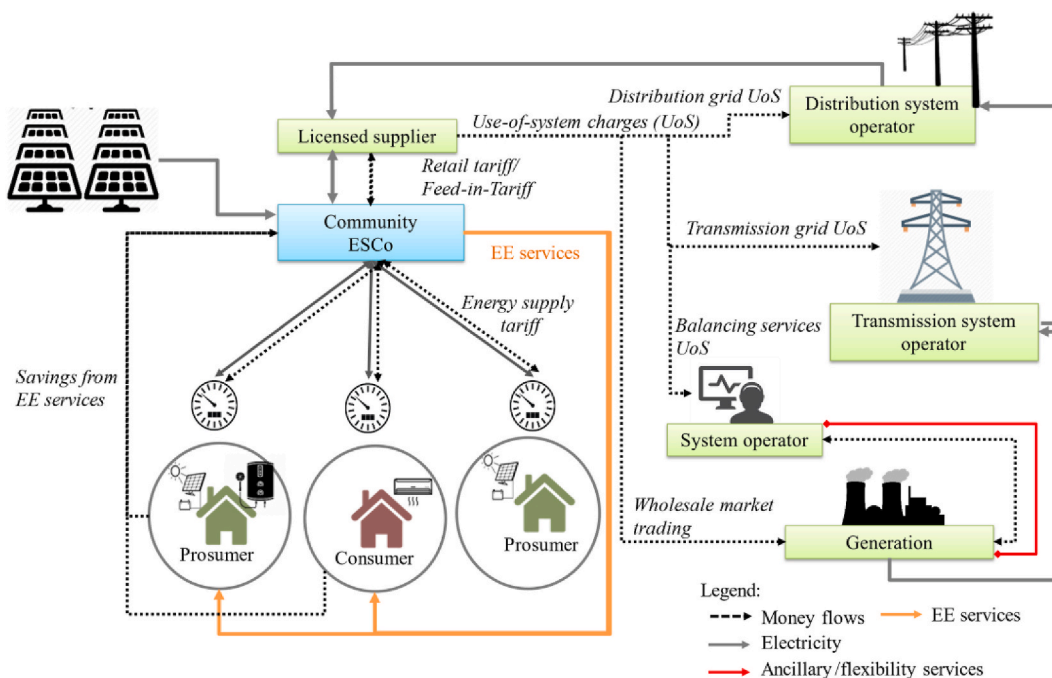 Distribution grid UoS
Distribution system
operator
Licensed supplier
Use-of-system charges (UoS)
Retail tariff/
Feed-in-Tariff
Community
ESCo
EE services
Transmission grid UoS
Energy supply
tariff
Transmission system
operator
Balancing services
UoS
Savings from
EE services
System operator
Prosumer
Consumer
Prosumer
Wholesale market
trading
Generation
Legend:
Money flows
EE services
Electricity
Ancillary/flexibility services